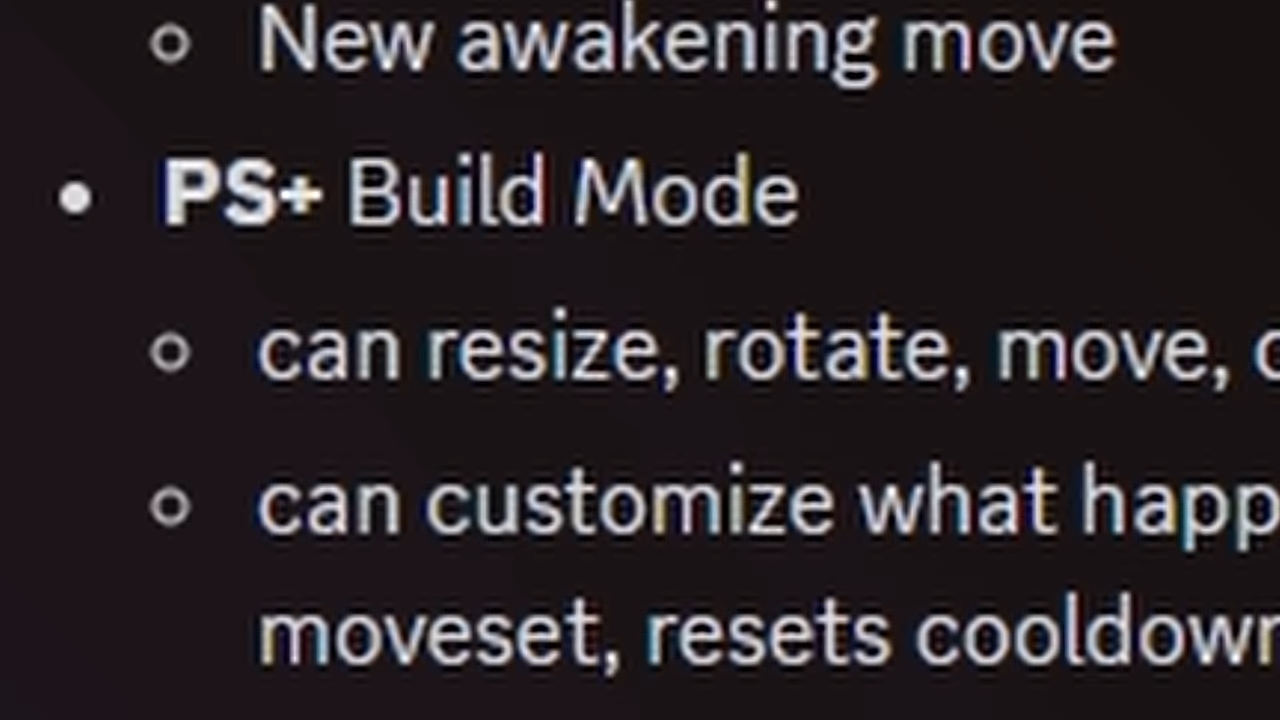 New awakening move
PS+ Build Mode
can resize, rotate, move,
can customize what
moveset, resets